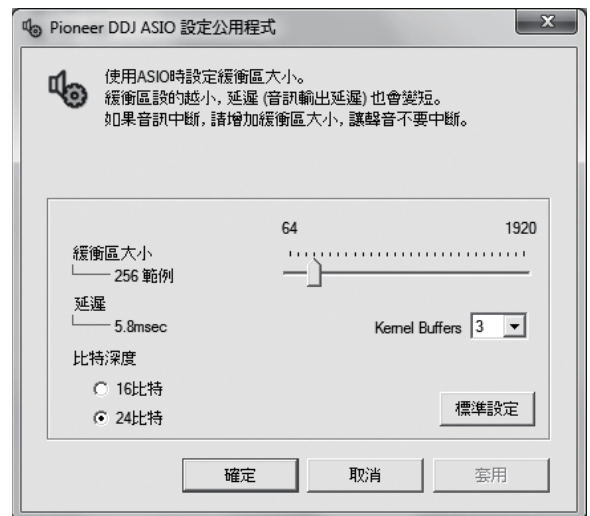 Pioneer DDJ ASIO 設定公用程式
使用ASIO時設定緩衝區大小。
緩衝區設的越小, 延遲 (音訊輸出延遲) 也會變短。
如果音訊中斷, 請增加緩衝區大小, 讓聲音不要中斷。
64 1920
緩衝區大小
256 範例
延遲
5.8msec
Kernel Buffers 3
比特深度
16比特
24比特
標準設定
確定 取消 套用